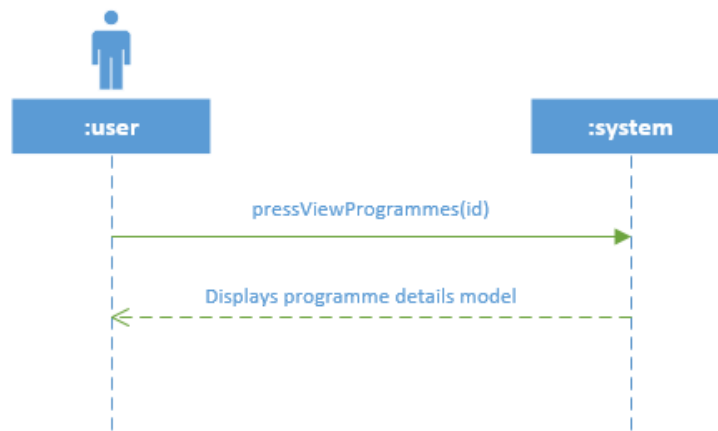 :user
:system
pressViewProgrammes(id)
Displays programme details model